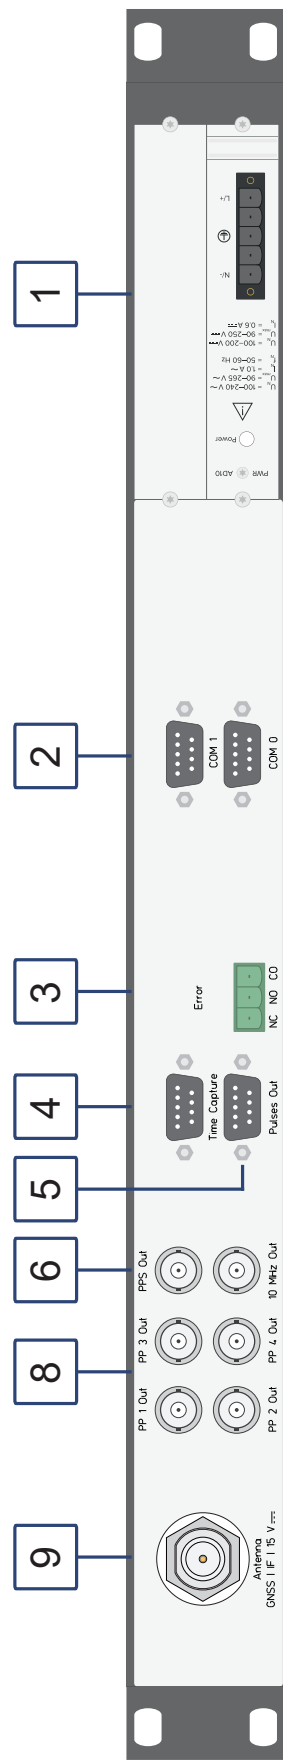 9
8
6
5
4
3
2
1
Antenna
GNSS | IF | 15 V ⎓
PP 1 Out
PP 2 Out
PP 3 Out
PP 4 Out
PPS Out
10 MHz Out
Time Capture
Pulses Out
Error
NC NO CO
COM 1
COM 0
PWR
AD10
Power
U_N = 100-240 V ~
U_max = 90-265 V ~
I_N = 1.0 A ~
f_N = 50-60 Hz
U_N = 100-200 V ⎓
U_max = 90-250 V ⎓
I_N = 0.6 A ⎓
N/-
L/+